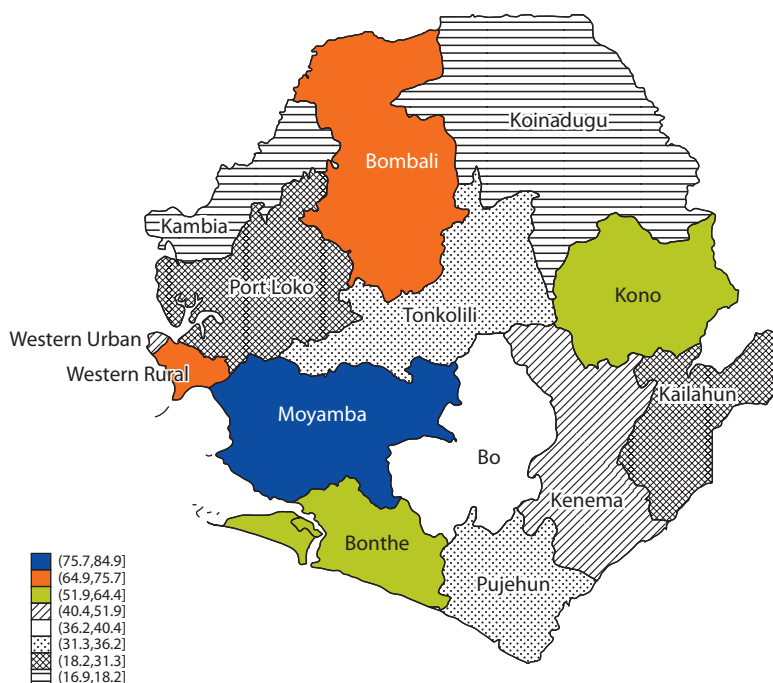 Koinadugu
Bombali
Kambia
Port Loko
Kono
Tonkolili
Western Urban
Western Rural
Kailahun
Moyamba
Bo
Kenema
Bonthe
Pujehun
(75.7,84.9]
(64.9,75.7]
(51.9,64.4]
(40.4,51.9]
(36.2,40.4]
(31.3,36.2]
(18.2,31.3]
(16.9,18.2]